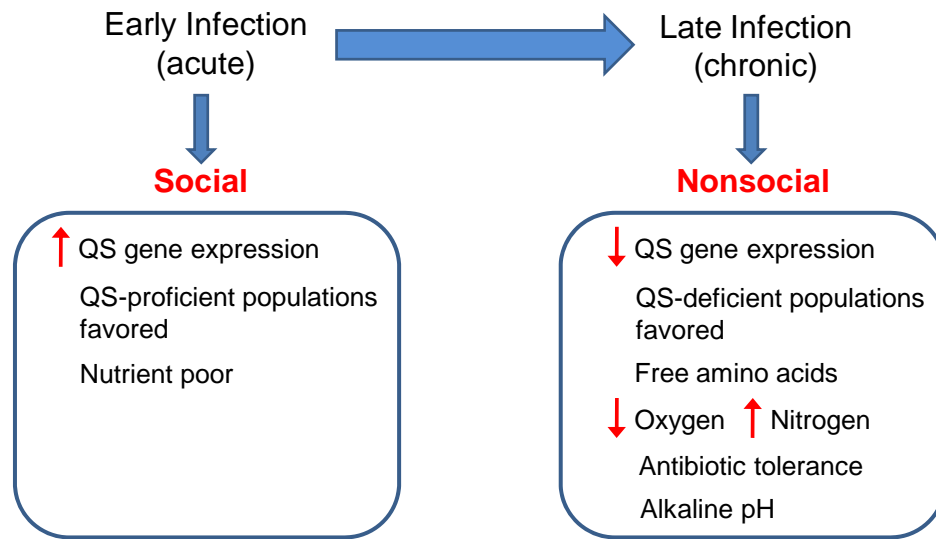 Early Infection
(acute)
Late Infection
(chronic)
Social
Nonsocial
QS gene expression
QS-proficient populations
favored
Nutrient poor
QS gene expression
QS-deficient populations
favored
Free amino acids
Oxygen Nitrogen
Antibiotic tolerance
Alkaline pH